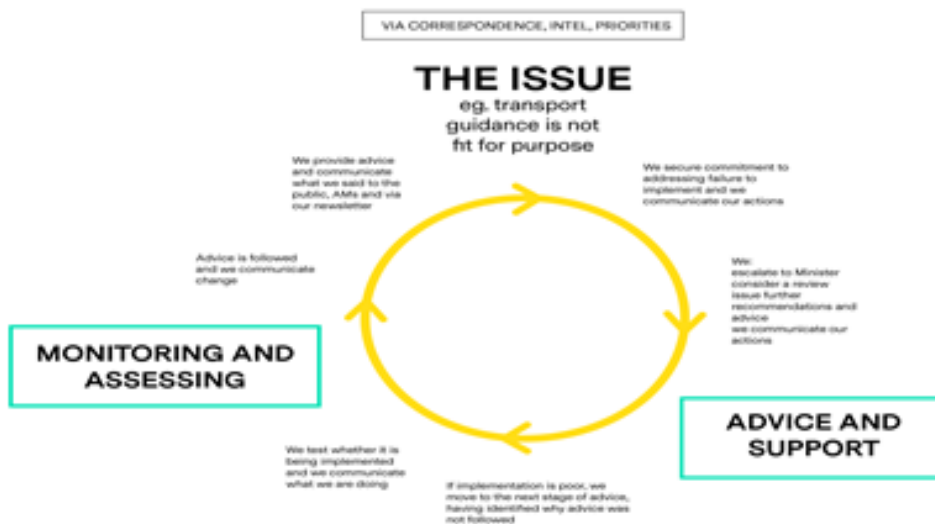 VIA CORRESPONDENCE, INTEL, PRIORITIES
THE ISSUE
eg. transport
guidance is not
fit for purpose
We provide advice
and communicate
what we said to the
public, AMs and via
our newsletter
We secure commitment to
addressing failure to
implement and we
communicate our actions
Advice is followed
and we communicate
change
We:
escalate to Minister
consider a review
issue further
recommendations and
advice
we communicate our
actions
MONITORING AND
ASSESSING
ADVICE AND
SUPPORT
We test whether it is
being implemented
and we communicate
what we are doing
If implementation is poor, we
move to the next stage of advice,
having identified why advice was
not followed